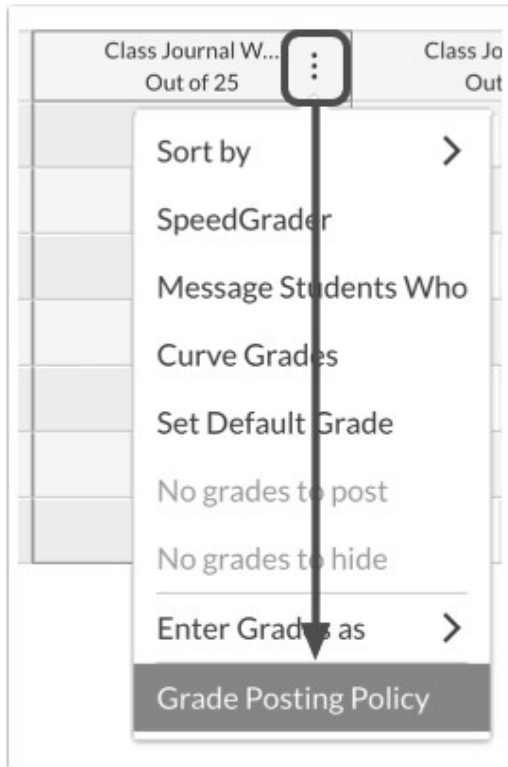 Class Journal W...
Out of 25
Class Jo
Out
Sort by
SpeedGrader
Message Students Who
Curve Grades
Set Default Grade
No grades to post
No grades to hide
Enter Grades as
Grade Posting Policy